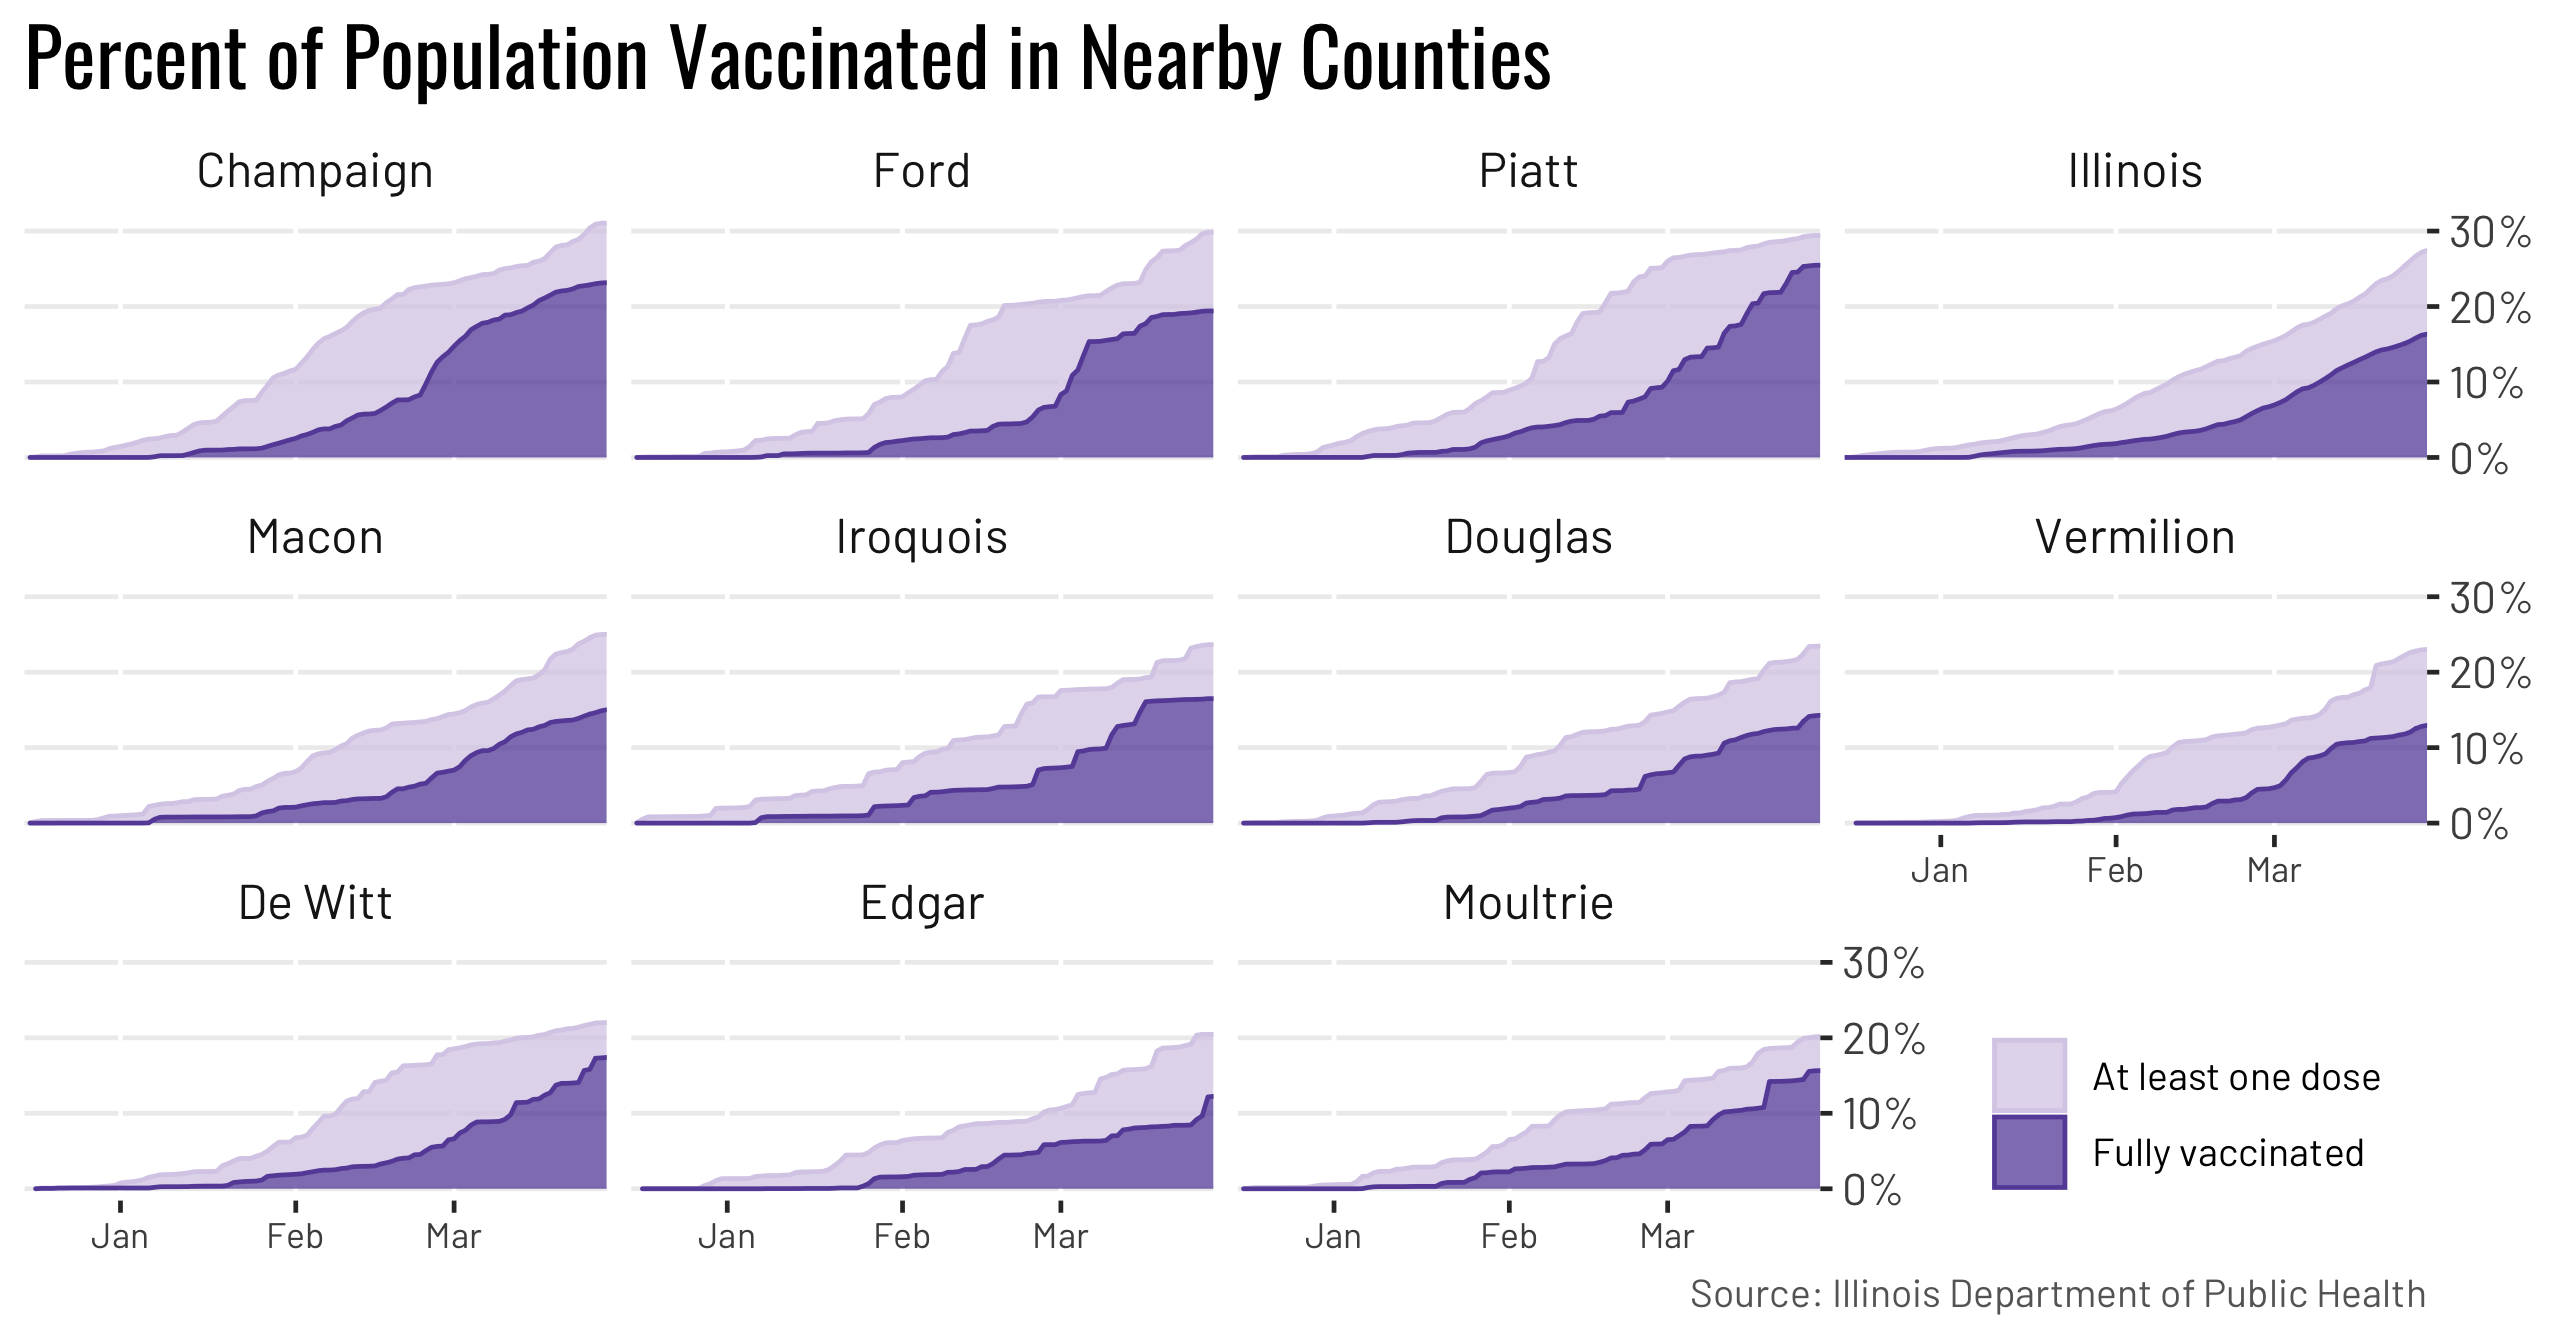 Percent of Population Vaccinated in Nearby Counties
Champaign
Ford
Piatt
Illinois
30%
20%
10%
0%
Macon
Iroquois
Douglas
Vermilion
30%
20%
10%
0%
Jan
Feb
Mar
De Witt
Edgar
Moultrie
30%
20%
10%
0%
At least one dose
Fully vaccinated
Jan
Feb
Mar
Jan
Feb
Mar
Jan
Feb
Mar
Source: Illinois Department of Public Health